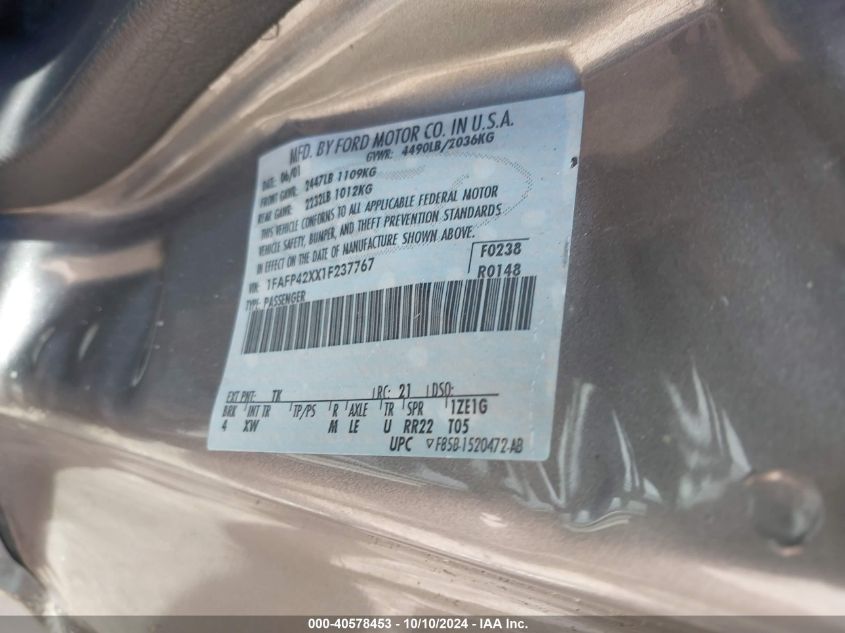 MFD. BY FORD MOTOR CO. IN U.S.A.
DATE: 06/01 GVWR: 4490LB/2036KG
FRONT GAWR: 2447LB 1109KG
REAR GAWR: 2232LB 1012KG
THIS VEHICLE CONFORMS TO ALL APPLICABLE FEDERAL MOTOR
VEHICLE SAFETY, BUMPER, AND THEFT PREVENTION STANDARDS
IN EFFECT ON THE DATE OF MANUFACTURE SHOWN ABOVE.
VIN: 1FAFP42XX1F237767 F0238
TYPE: PASSENGER R0148
EXT PNT: TK RC: 21 DSO:
BRK INT TR TP/PS R AXLE TR SPR 1ZE1G
4 XW M LE U RR22 T05
UPC ▽F85B-1520472-AB
000-40578453 - 10/10/2024 - IAA Inc.